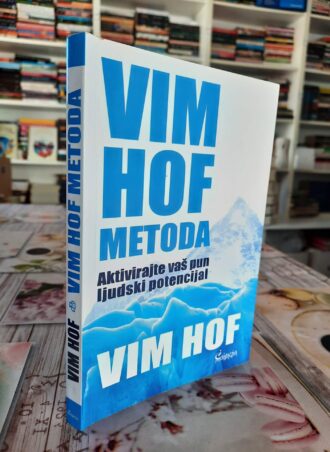 VIM
HOF
METODA
Aktivirajte vaš pun
ljudski potencijal
VIM HOF
VIM HOF VIM HOF METODA